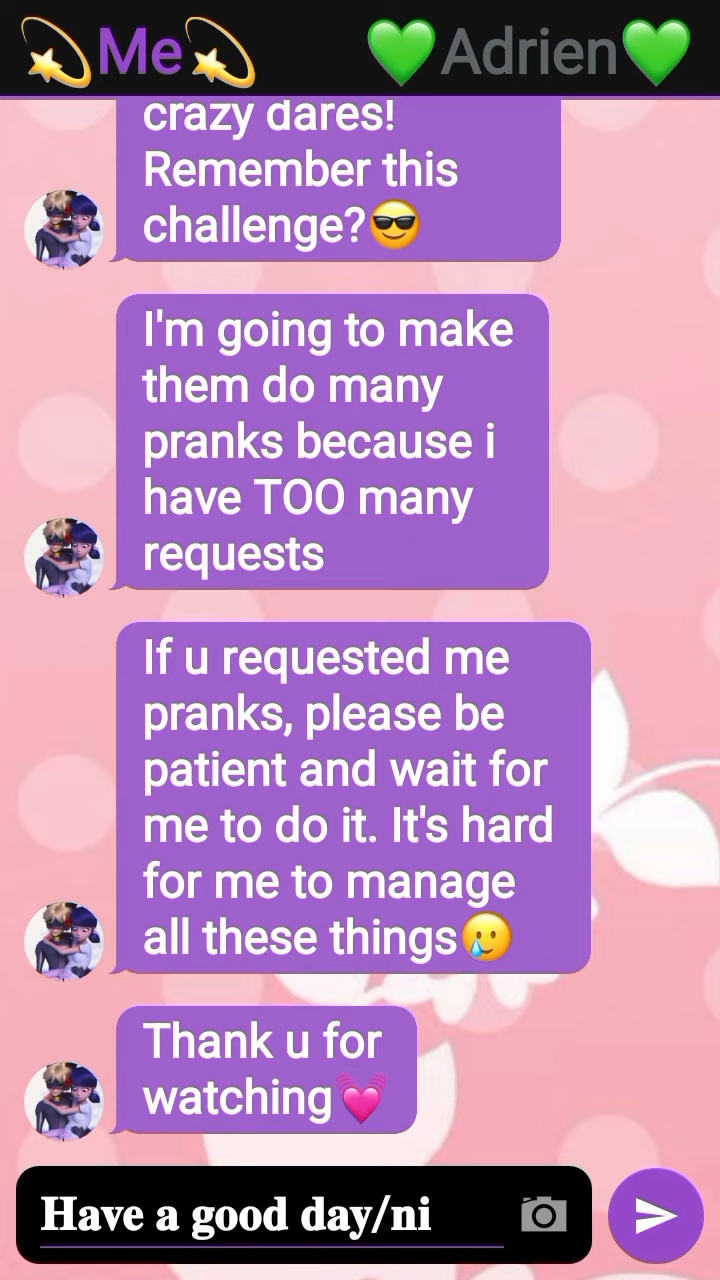 💫Me💫 💚Adrien💚
crazy dares!
Remember this
challenge?😎
I'm going to make
them do many
pranks because i
have TOO many
requests
If u requested me
pranks, please be
patient and wait for
me to do it. It's hard
for me to manage
all these things🥲
Thank u for
watching💓
Have a good day/ni